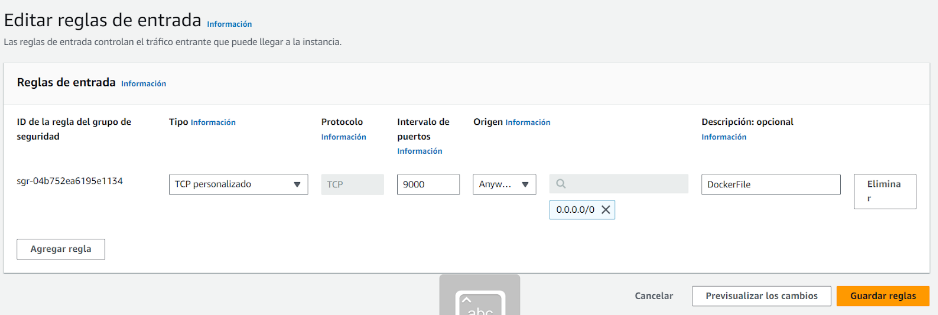 Editar reglas de entrada Información
Las reglas de entrada controlan el tráfico entrante que puede llegar a la instancia.
Reglas de entrada Información
ID de la regla del grupo de seguridad
Tipo Información
Protocolo Información
Intervalo de puertos Información
Origen Información
Descripción: opcional Información
sgr-04b752ea6195e1134
TCP personalizado
TCP
9000
Anyw...
0.0.0.0/0
DockerFile
Eliminar
Agregar regla
abc
Cancelar
Previsualizar los cambios
Guardar reglas